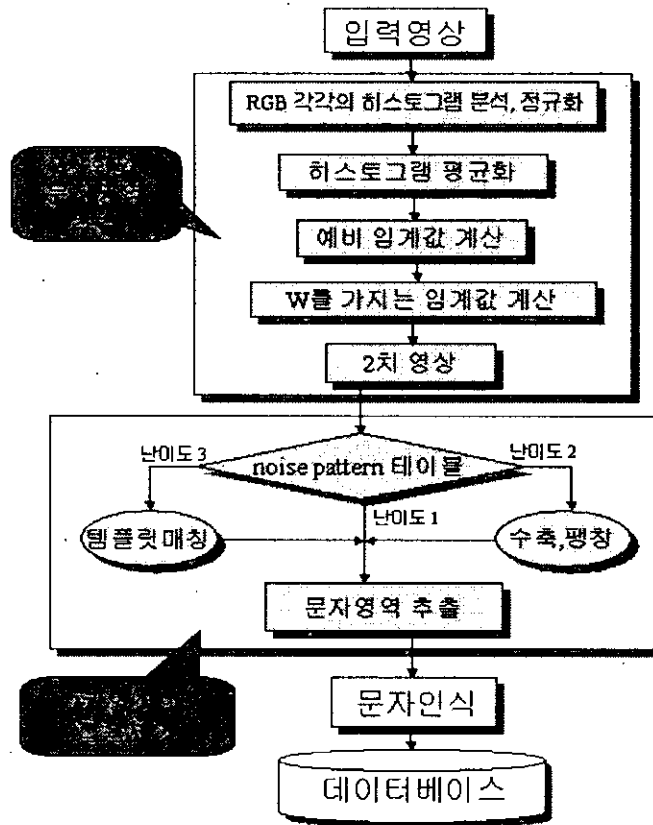 입력영상
RGB 각각의 히스토그램 분석, 정규화
히스토그램 평균화
예비 임계값 계산
W를 가지는 임계값 계산
2치 영상
난이도 3
noise pattern 테이블
난이도 2
난이도 1
템플릿매칭
수축,팽창
문자영역 추출
문자인식
데이터베이스